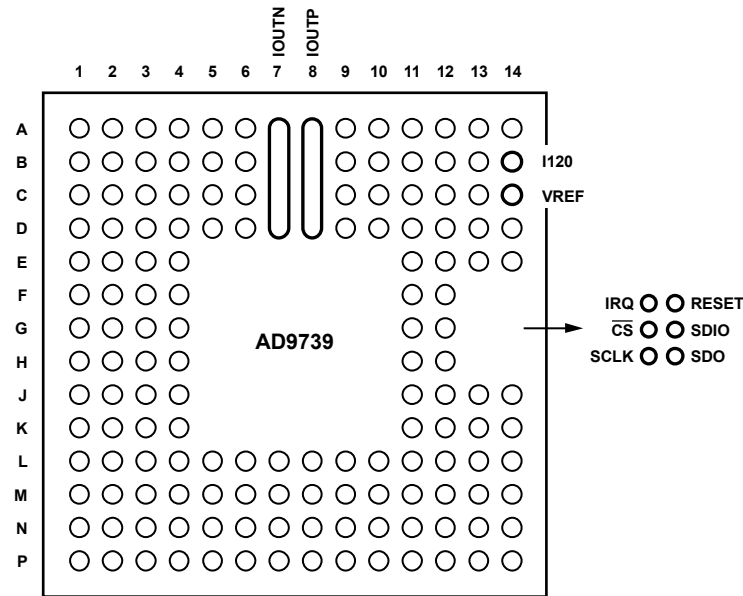 IOUTN
IOUTP
1 2 3 4 5 6 7 8 9 10 11 12 13 14
A
B I120
C VREF
D
E
F IRQ RESET
G AD9739 CS SDIO
H SCLK SDO
J
K
L
M
N
P